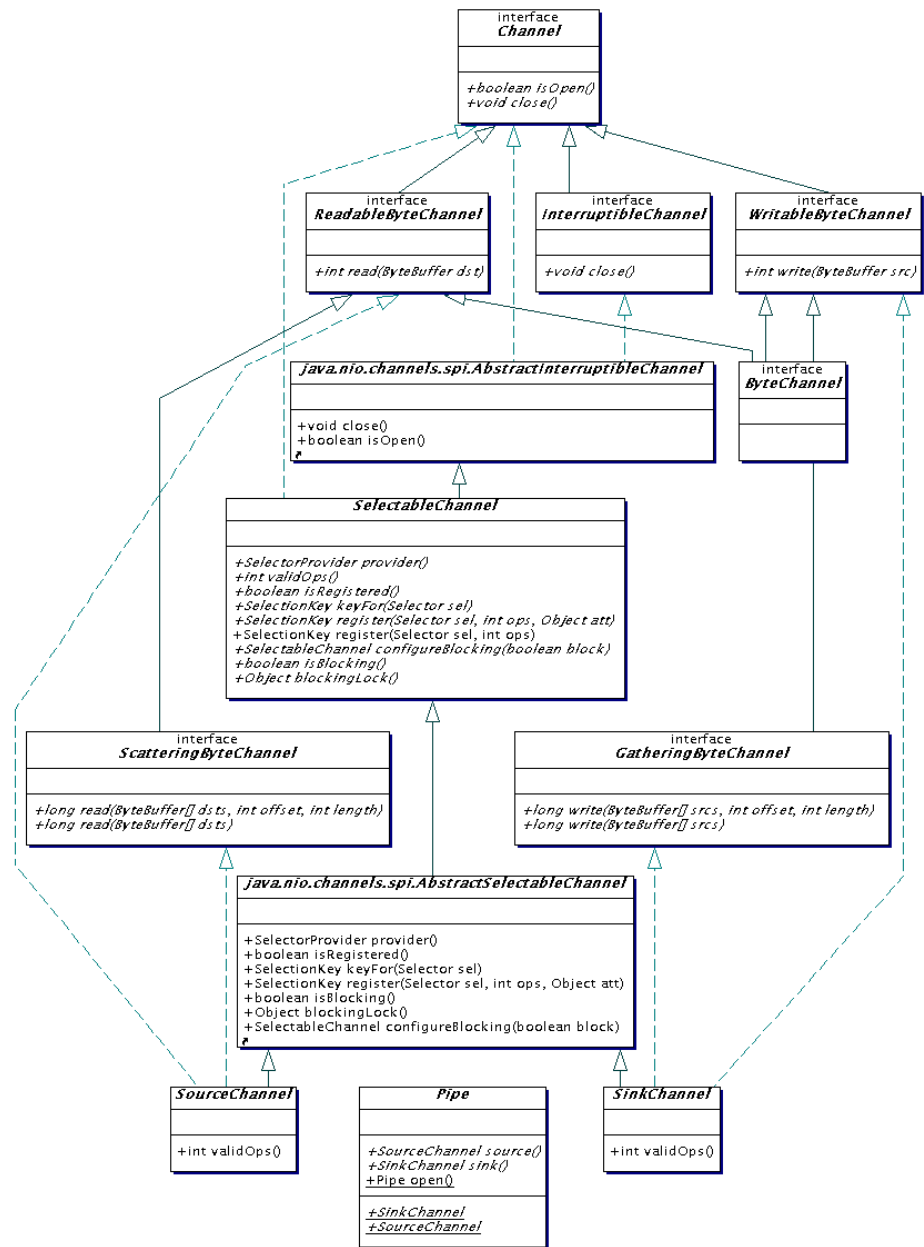 interface
Channel
+boolean isOpen()
+void close()
interface
ReadableByteChannel
+int read(ByteBuffer dst)
interface
InterruptibleChannel
+void close()
interface
WritableByteChannel
+int write(ByteBuffer src)
java.nio.channels.spi.AbstractInterruptibleChannel
+void close()
+boolean isOpen()
interface
ByteChannel
SelectableChannel
+SelectorProvider provider()
+int validOps()
+boolean isRegistered()
+SelectionKey keyFor(Selector sel)
+SelectionKey register(Selector sel, int ops, Object att)
+SelectionKey register(Selector sel, int ops)
+SelectableChannel configureBlocking(boolean block)
+boolean isBlocking()
+Object blockingLock()
interface
ScatteringByteChannel
+long read(ByteBuffer[] dsts, int offset, int length)
+long read(ByteBuffer[] dsts)
interface
GatheringByteChannel
+long write(ByteBuffer[] srcs, int offset, int length)
+long write(ByteBuffer[] srcs)
java.nio.channels.spi.AbstractSelectableChannel
+SelectorProvider provider()
+boolean isRegistered()
+SelectionKey keyFor(Selector sel)
+SelectionKey register(Selector sel, int ops, Object att)
+boolean isBlocking()
+Object blockingLock()
+SelectableChannel configureBlocking(boolean block)
SourceChannel
+int validOps()
Pipe
+SourceChannel source()
+SinkChannel sink()
+Pipe open()
+SinkChannel
+SourceChannel
SinkChannel
+int validOps()